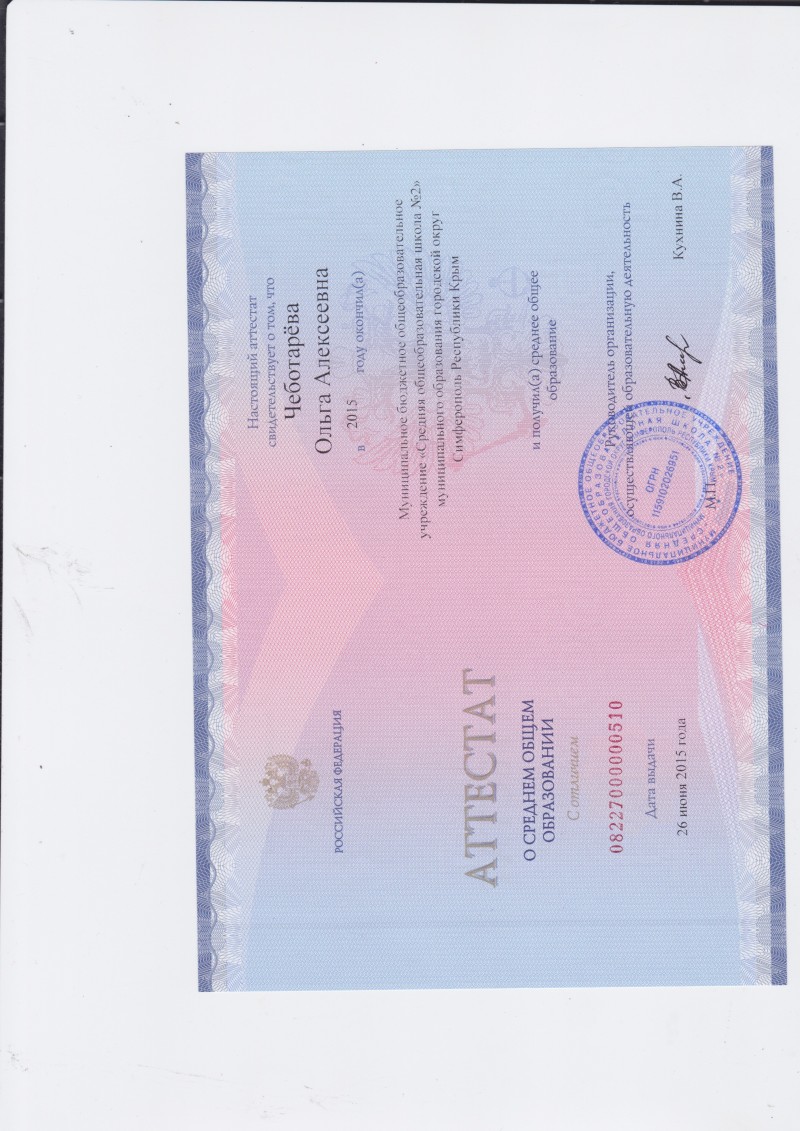 РОССИЙСКАЯ ФЕДЕРАЦИЯ
АТТЕСТАТ
О СРЕДНЕМ ОБЩЕМ
ОБРАЗОВАНИИ
С отличием
08227000000510
Дата выдачи
26 июня 2015 года
Настоящий аттестат
свидетельствует о том, что
Чеботарёва
Ольга Алексеевна
в 2015 году окончил(а)
Муниципальное бюджетное общеобразовательное
учреждение «Средняя общеобразовательная школа №2»
муниципального образования городской округ
Симферополь Республики Крым
и получил(а) среднее общее
образование
Руководитель организации,
осуществляющей образовательную деятельность
Кухнина В.А.
М.П.
ОГРН
1159102026951